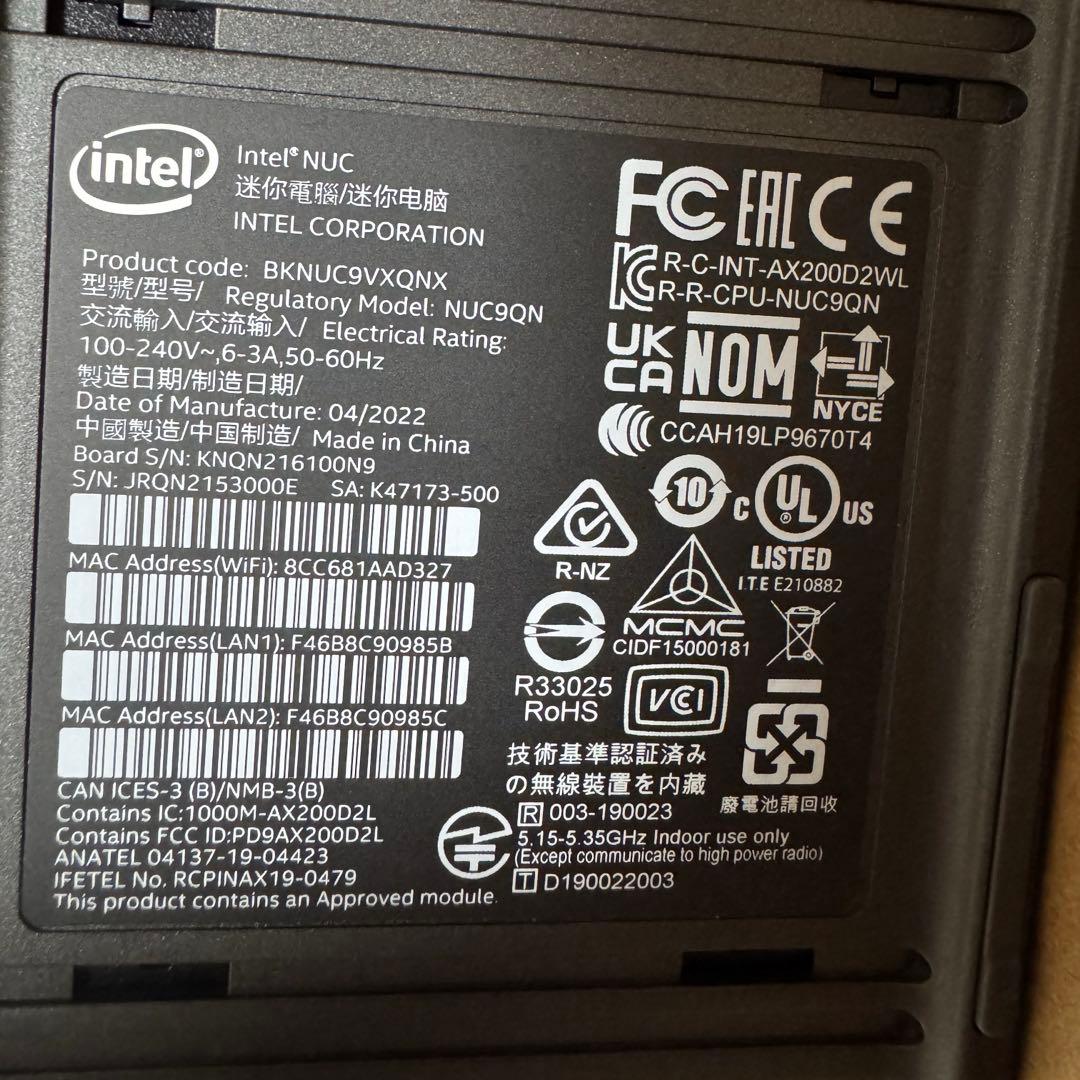 intel®
Intel® NUC
迷你電腦/迷你电脑
INTEL CORPORATION
Product code: BKNUC9VXQNX
型號/型号/ Regulatory Model: NUC9QN
交流輸入/交流输入/ Electrical Rating:
100-240V~,6-3A,50-60Hz
製造日期/制造日期/
Date of Manufacture: 04/2022
中國製造/中国制造/ Made in China
Board S/N: KNQN216100N9
S/N: JRQN2153000E SA: K47173-500
MAC Address(WiFi): 8CC681AAD327
MAC Address(LAN1): F46B8C90985B
MAC Address(LAN2): F46B8C90985C
CAN ICES-3 (B)/NMB-3(B)
Contains IC:1000M-AX200D2L
Contains FCC ID:PD9AX200D2L
ANATEL 04137-19-04423
IFETEL No. RCPINAX19-0479
This product contains an Approved module.
FC EAC CE
R-C-INT-AX200D2WL
R-R-CPU-NUC9QN
UK
CA
NOM
NYCE
CCAH19LP9670T4
10
C UL® US
LISTED
I.T.E E210882
R-NZ
MCMC
CIDF15000181
R33025
RoHS
VCI
技術基準認証済み
の無線装置を内蔵
廢電池請回收
R 003-190023
5.15-5.35GHz Indoor use only
(Except communicate to high power radio)
T D190022003